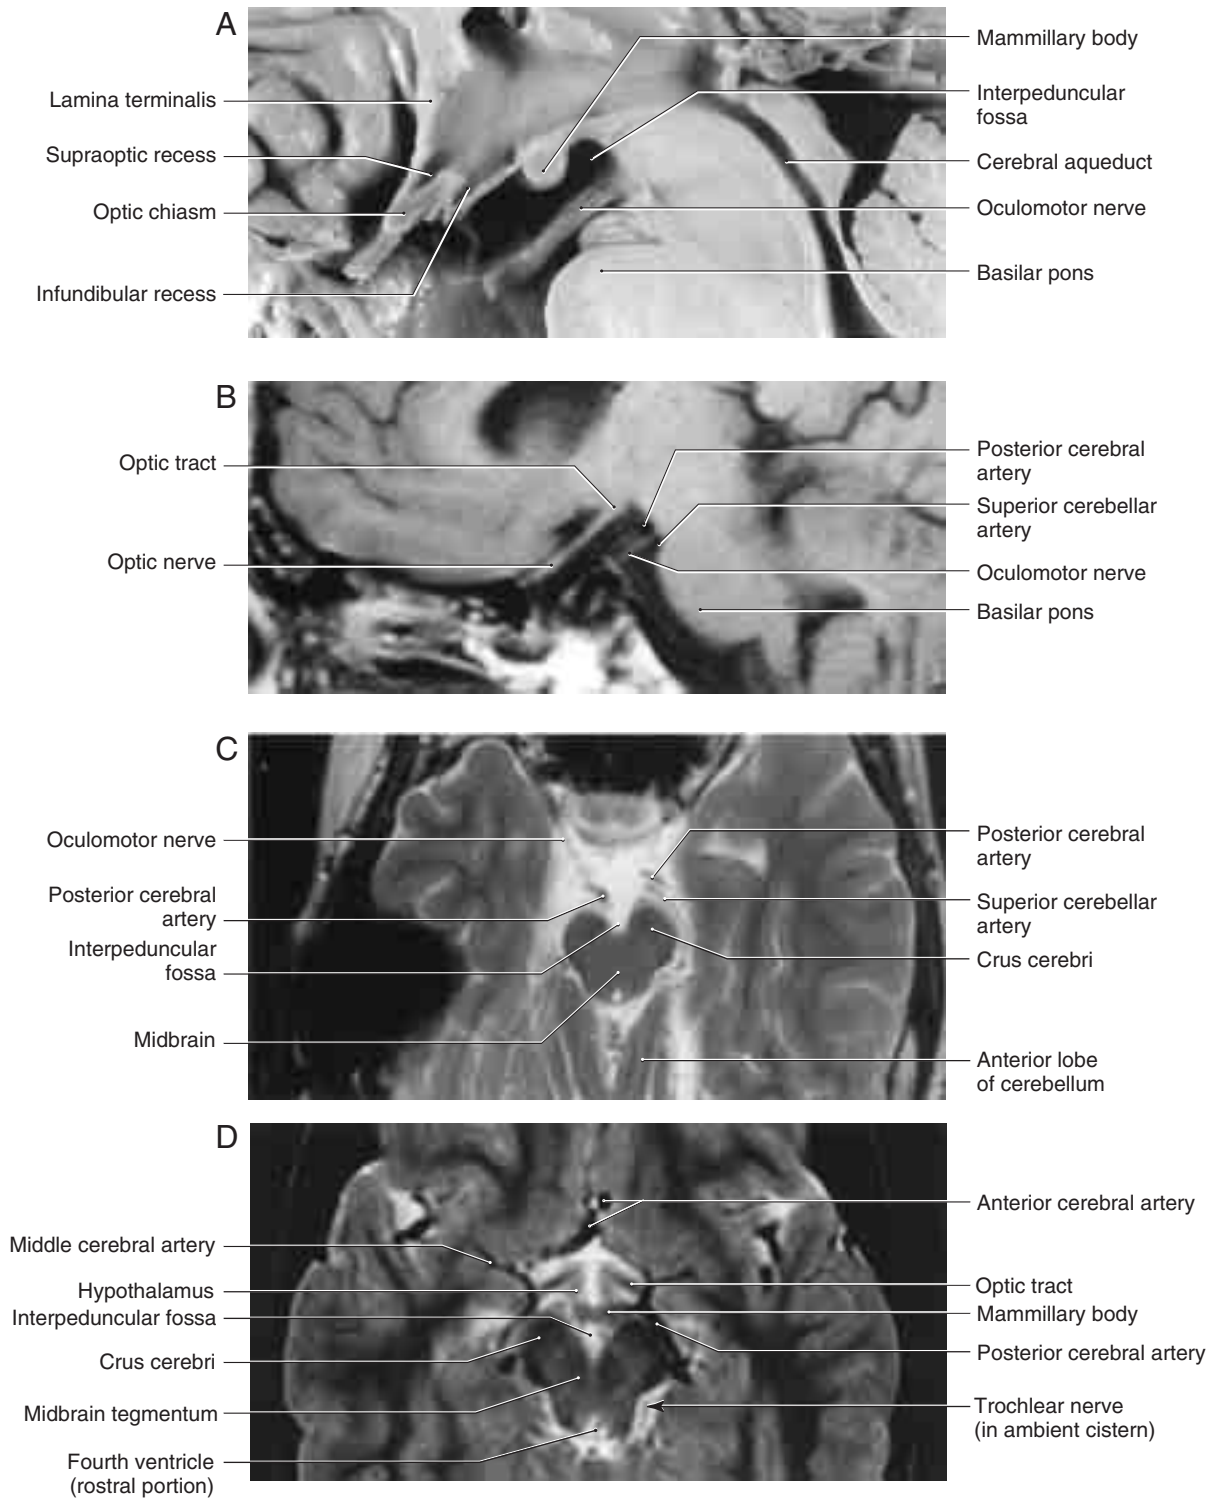 A
Lamina terminalis
Supraoptic recess
Optic chiasm
Infundibular recess
Mammillary body
Interpeduncular
fossa
Cerebral aqueduct
Oculomotor nerve
Basilar pons
B
Optic tract
Optic nerve
Posterior cerebral
artery
Superior cerebellar
artery
Oculomotor nerve
Basilar pons
C
Oculomotor nerve
Posterior cerebral
artery
Interpeduncular
fossa
Midbrain
Posterior cerebral
artery
Superior cerebellar
artery
Crus cerebri
Anterior lobe
of cerebellum
D
Middle cerebral artery
Hypothalamus
Interpeduncular fossa
Crus cerebri
Midbrain tegmentum
Fourth ventricle
(rostral portion)
Anterior cerebral artery
Optic tract
Mammillary body
Posterior cerebral artery
Trochlear nerve
(in ambient cistern)